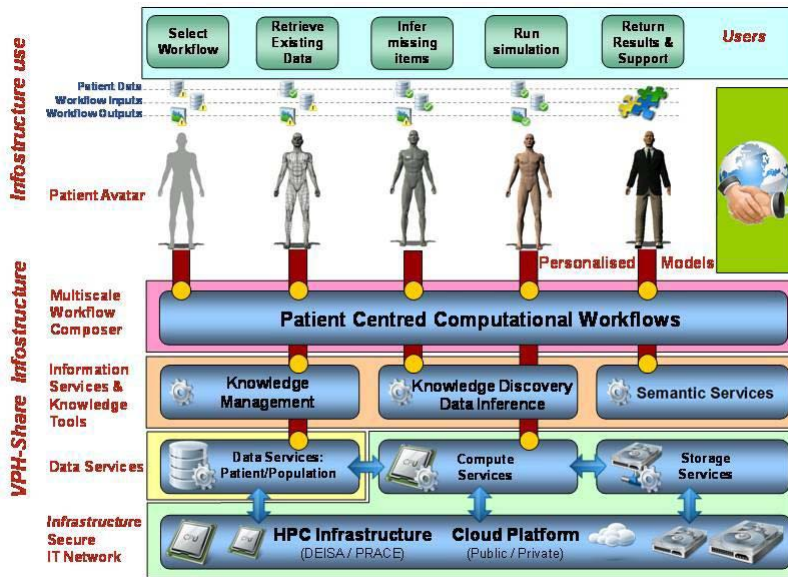 Select
Workflow
Retrieve
Existing
Data
Infer
missing
items
Run
simulation
Return
Results &
Support
Users
Infostructure use
Patient Data
Workflow Inputs
Workflow Outputs
Patient Avatar
Personalised Models
VPH-Share Infostructure
Multiscale
Workflow
Composer
Patient Centred Computational Workflows
Information
Services &
Knowledge
Tools
Knowledge
Management
Knowledge Discovery
Data Inference
Semantic Services
Data Services
Data Services:
Patient/Population
Compute
Services
Storage
Services
Infrastructure
Secure
IT Network
HPC Infrastructure
(DEISA / PRACE)
Cloud Platform
(Public / Private)